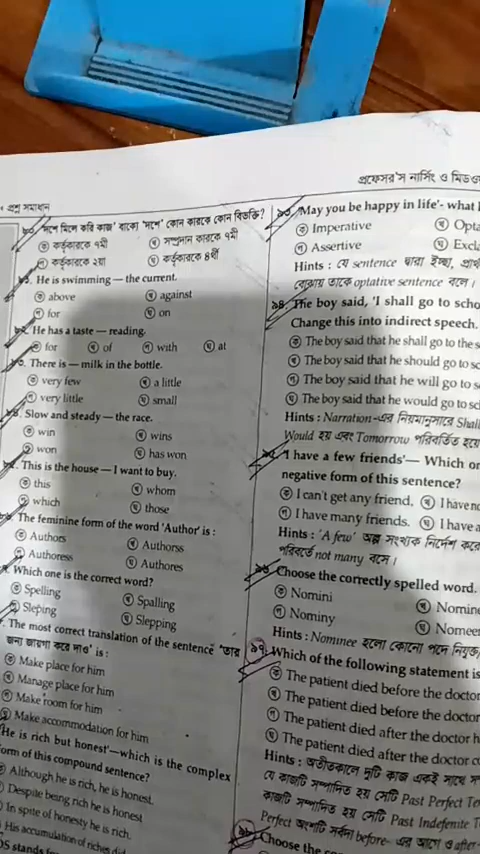 প্রশ্ন সমাধান
'দশে মিলে করি কাজ' বাক্যে 'দশে' কোন কারকে কোন বিভক্তি?
ক কর্তৃকারকে ৭মী খ সম্প্রদান কারকে ৭মী
গ কর্তৃকারকে ২য়া ঘ কর্তৃকারকে ৪র্থী
He is swimming — the current.
ক above খ against
গ for ঘ on
He has a taste — reading.
ক for খ of গ with ঘ at
There is — milk in the bottle.
ক very few খ a little
গ very little ঘ small
Slow and steady — the race.
ক win খ wins
গ won ঘ has won
This is the house — I want to buy.
ক this খ whom
গ which ঘ those
The feminine form of the word 'Author' is :
ক Authors খ Authorss
গ Authoress ঘ Authores
Which one is the correct word?
ক Spelling খ Spalling
গ Sleping ঘ Slepping
The most correct translation of the sentence 'তার
জন্য জায়গা করে দাও' is :
ক Make place for him
খ Manage place for him
গ Make room for him
ঘ Make accommodation for him
'He is rich but honest'—which is the complex
form of this compound sentence?
Although he is rich, he is honest.
Despite being rich he is honest
In spite of honesty he is rich.
His accumulation of riches
প্রফেসর'স নার্সিং ও
৯৩ 'May you be happy in life'- what
ক Imperative খ
গ Assertive ঘ
Hints : যে sentence দ্বারা ইচ্ছা,
বোঝায় তাকে optative sentence বলে।
৯৪. The boy said, 'I shall go to
Change this into indirect speech.
ক The boy said that he shall go to the
খ The boy said that he should go to
গ The boy said that he will go to
ঘ The boy said that he would go to
Hints : Narration-এর নিয়মানুসারে
Would হয় এবং Tomorrow পরিবর্তিত হয়ে
'I have a few friends'— Which
negative form of this sentence?
ক I can't get any friend. খ I have
গ I have many friends. ঘ I have a
Hints : 'A few' অল্প সংখ্যক নির্দেশ
পরিবর্তে not many বসে।
৯৬ Choose the correctly spelled word.
ক Nomini খ
গ Nominy ঘ
Hints : Nominee হলো কোনো পদে
৯৭ Which of the following statement is
ক The patient died before the doctor
খ The patient died before the doctor
গ The patient died after the doctor
ঘ The patient died after the doctor
Hints : অতীতকালে দুটি কাজ একই সাথে
যে কাজটি সম্পাদিত হয় সেটি Past Perfect
কাজটি সম্পাদিত হয় সেটি Past Indefenite
Perfect অংশটি সর্বদা before- এর আগে ও after
৯৮ Choose the